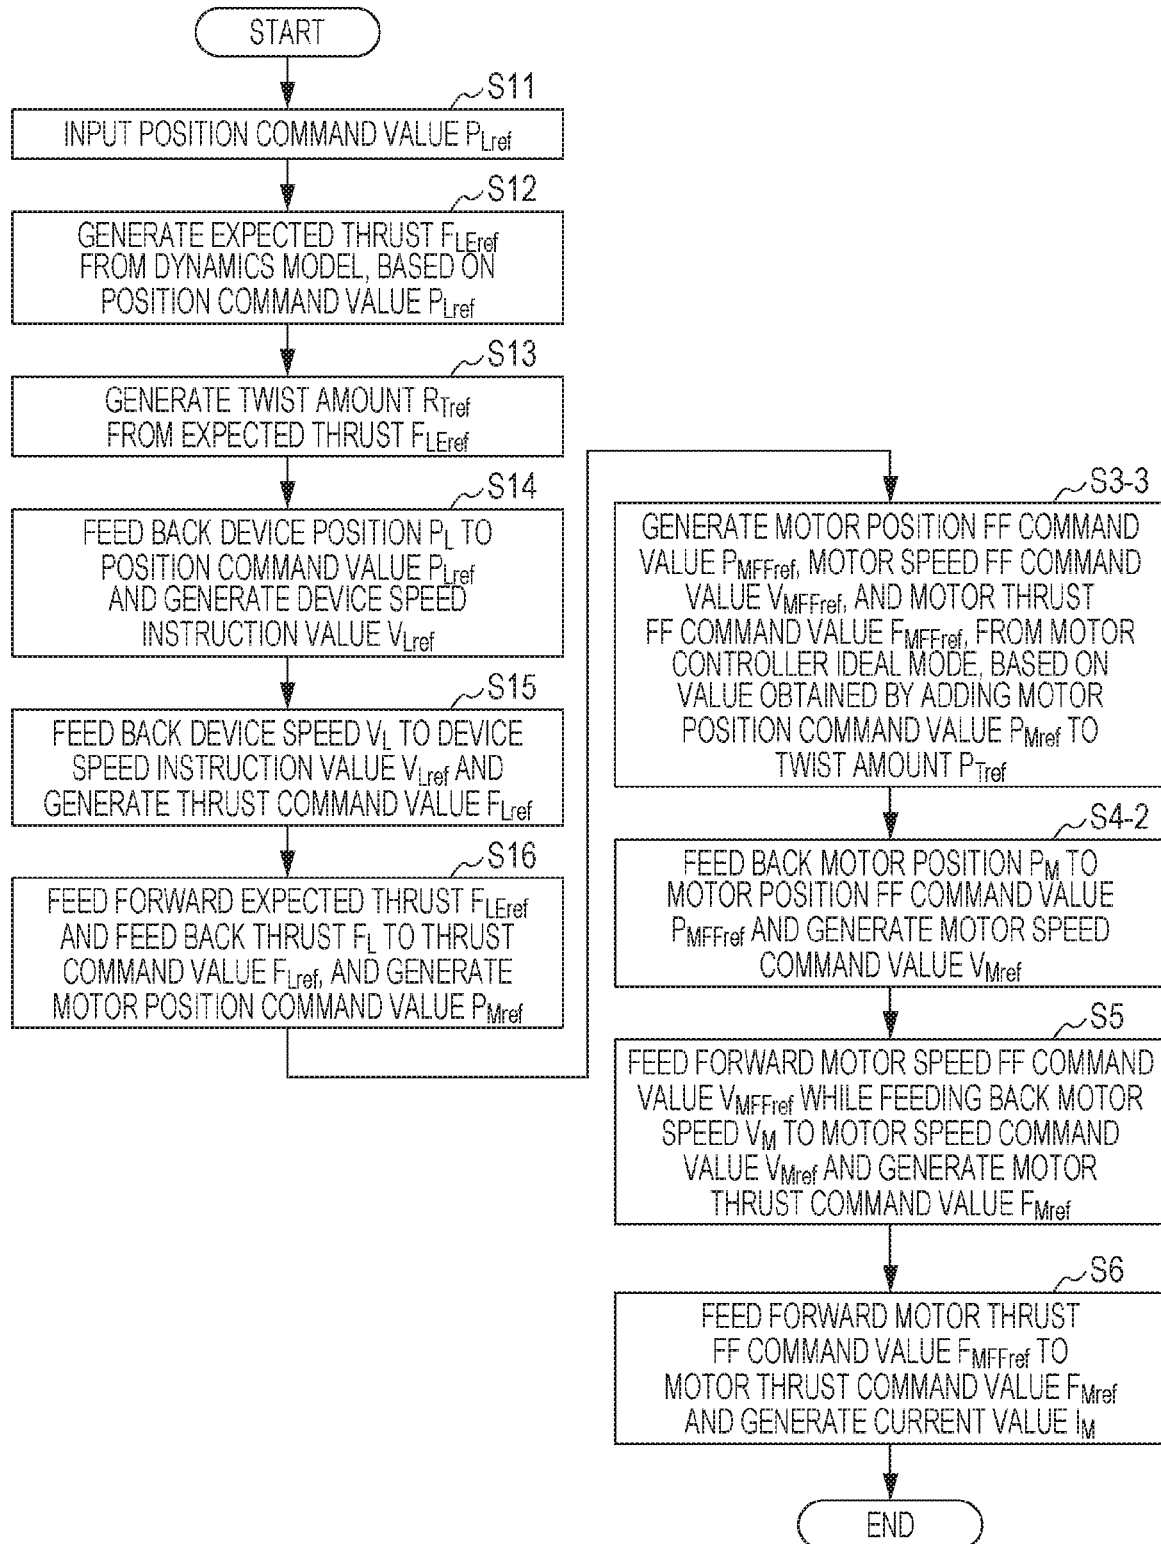 START
S11
INPUT POSITION COMMAND VALUE PLref
S12
GENERATE EXPECTED THRUST FLEref
FROM DYNAMICS MODEL, BASED ON
POSITION COMMAND VALUE PLref
S13
GENERATE TWIST AMOUNT RTref
FROM EXPECTED THRUST FLEref
S14
FEED BACK DEVICE POSITION PL TO
POSITION COMMAND VALUE PLref
AND GENERATE DEVICE SPEED
INSTRUCTION VALUE VLref
S15
FEED BACK DEVICE SPEED VL TO DEVICE
SPEED INSTRUCTION VALUE VLref AND
GENERATE THRUST COMMAND VALUE FLref
S16
FEED FORWARD EXPECTED THRUST FLEref
AND FEED BACK THRUST FL TO THRUST
COMMAND VALUE FLref, AND GENERATE
MOTOR POSITION COMMAND VALUE PMref
S3-3
GENERATE MOTOR POSITION FF COMMAND
VALUE PMFFref, MOTOR SPEED FF COMMAND
VALUE VMFFref, AND MOTOR THRUST
FF COMMAND VALUE FMFFref, FROM MOTOR
CONTROLLER IDEAL MODE, BASED ON
VALUE OBTAINED BY ADDING MOTOR
POSITION COMMAND VALUE PMref TO
TWIST AMOUNT PTref
S4-2
FEED BACK MOTOR POSITION PM TO
MOTOR POSITION FF COMMAND VALUE
PMFFref AND GENERATE MOTOR SPEED
COMMAND VALUE VMref
S5
FEED FORWARD MOTOR SPEED FF COMMAND
VALUE VMFFref WHILE FEEDING BACK MOTOR
SPEED VM TO MOTOR SPEED COMMAND
VALUE VMref AND GENERATE MOTOR
THRUST COMMAND VALUE FMref
S6
FEED FORWARD MOTOR THRUST
FF COMMAND VALUE FMFFref TO
MOTOR THRUST COMMAND VALUE FMref
AND GENERATE CURRENT VALUE IM
END